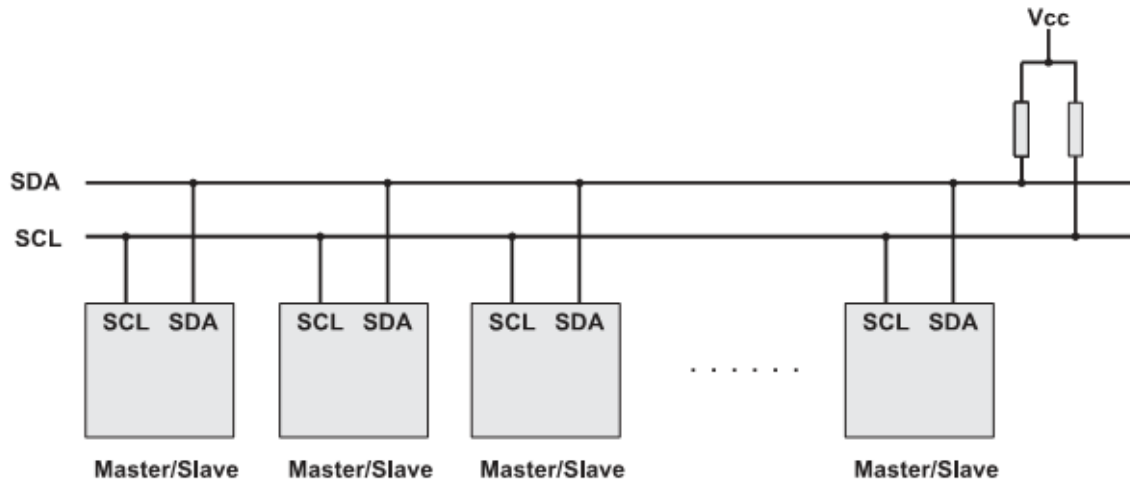 Vcc
SDA
SCL
SCL SDA
SCL SDA
SCL SDA
SCL SDA
. . . . . .
Master/Slave
Master/Slave
Master/Slave
Master/Slave